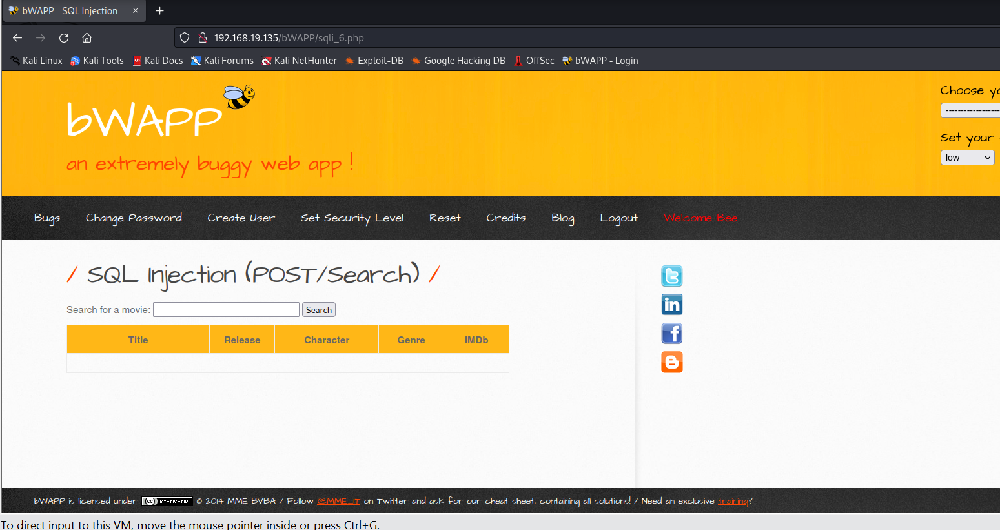 bWAPP - SQL Injection
192.168.19.135/bWAPP/sqli_6.php
Kali Linux Kali Tools Kali Docs Kali Forums Kali NetHunter Exploit-DB Google Hacking DB OffSec bWAPP - Login
Choose yo
bWAPP
------------------
Set your
an extremely buggy web app !
low
Bugs Change Password Create User Set Security Level Reset Credits Blog Logout Welcome Bee
/ SQL Injection (POST/Search) /
Search for a movie: Search
Title Release Character Genre IMDb
bWAPP is licensed under (cc) BY-NC-ND © 2014 MME BVBA / Follow @MME_IT on Twitter and ask for our cheat sheet, containing all solutions! / Need an exclusive training?
To direct input to this VM, move the mouse pointer inside or press Ctrl+G.